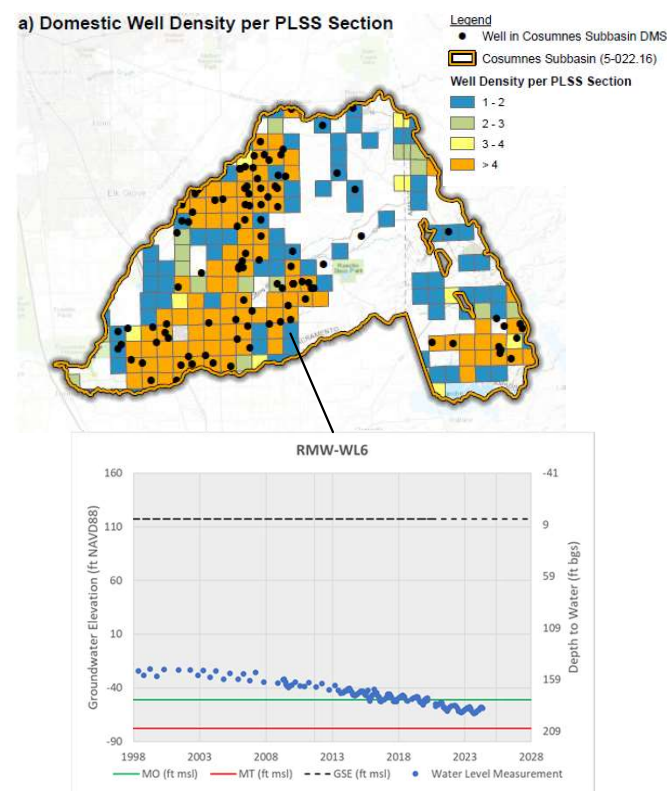 a) Domestic Well Density per PLSS Section
Legend
Well in Cosumnes Subbasin DMS
Cosumnes Subbasin (5-022.16)
Well Density per PLSS Section
1 - 2
2 - 3
3 - 4
> 4
Elk Grove
SACRAMENTO
RMW-WL6
Groundwater Elevation (ft NAVD88)
160
110
60
10
-40
-90
-41
9
59
109
159
209
Depth to Water (ft bgs)
1998 2003 2008 2013 2018 2023 2028
MO (ft msl) MT (ft msl) GSE (ft msl) Water Level Measurement